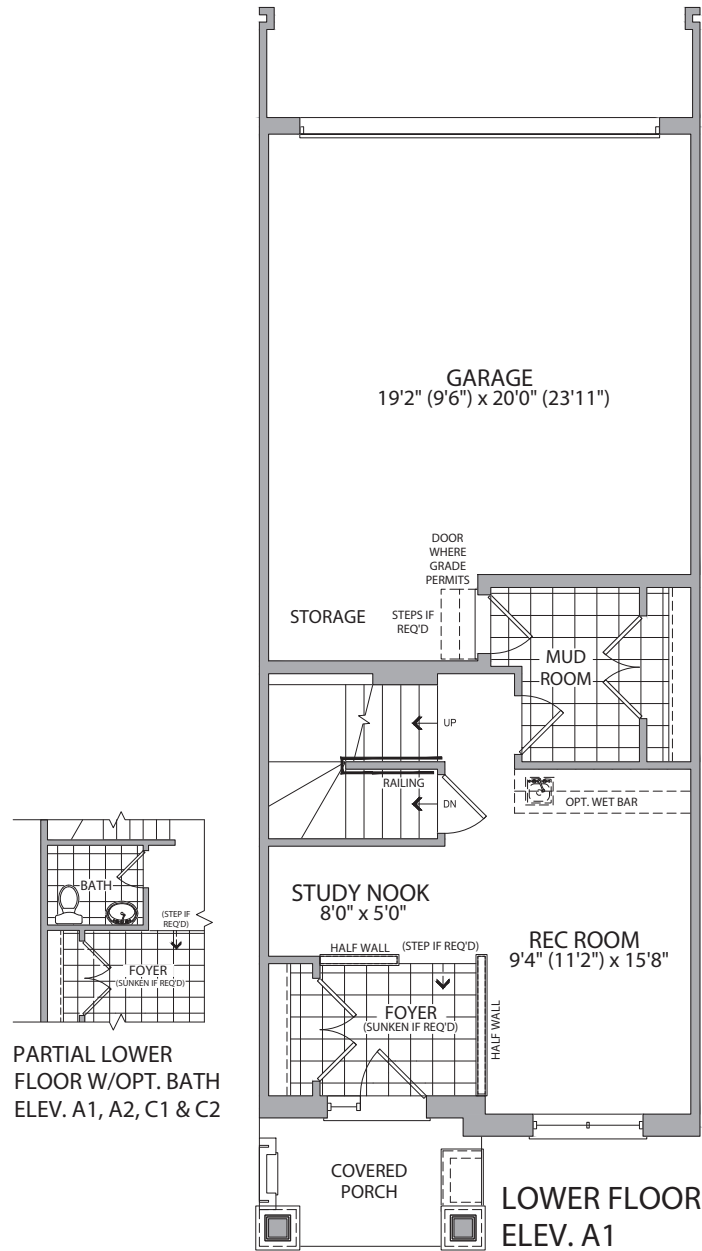 GARAGE
19'2" (9'6") x 20'0" (23'11")
DOOR
WHERE
GRADE
PERMITS
STORAGE
STEPS IF
REQ'D
MUD
ROOM
UP
RAILING
DN
OPT. WET BAR
STUDY NOOK
8'0" x 5'0"
REC ROOM
9'4" (11'2") x 15'8"
HALF WALL
(STEP IF REQ'D)
FOYER
(SUNKEN IF REQ'D)
HALF WALL
COVERED
PORCH
LOWER FLOOR
ELEV. A1
BATH
(STEP IF
REQ'D)
FOYER
(SUNKEN IF REQ'D)
PARTIAL LOWER
FLOOR W/OPT. BATH
ELEV. A1, A2, C1 & C2